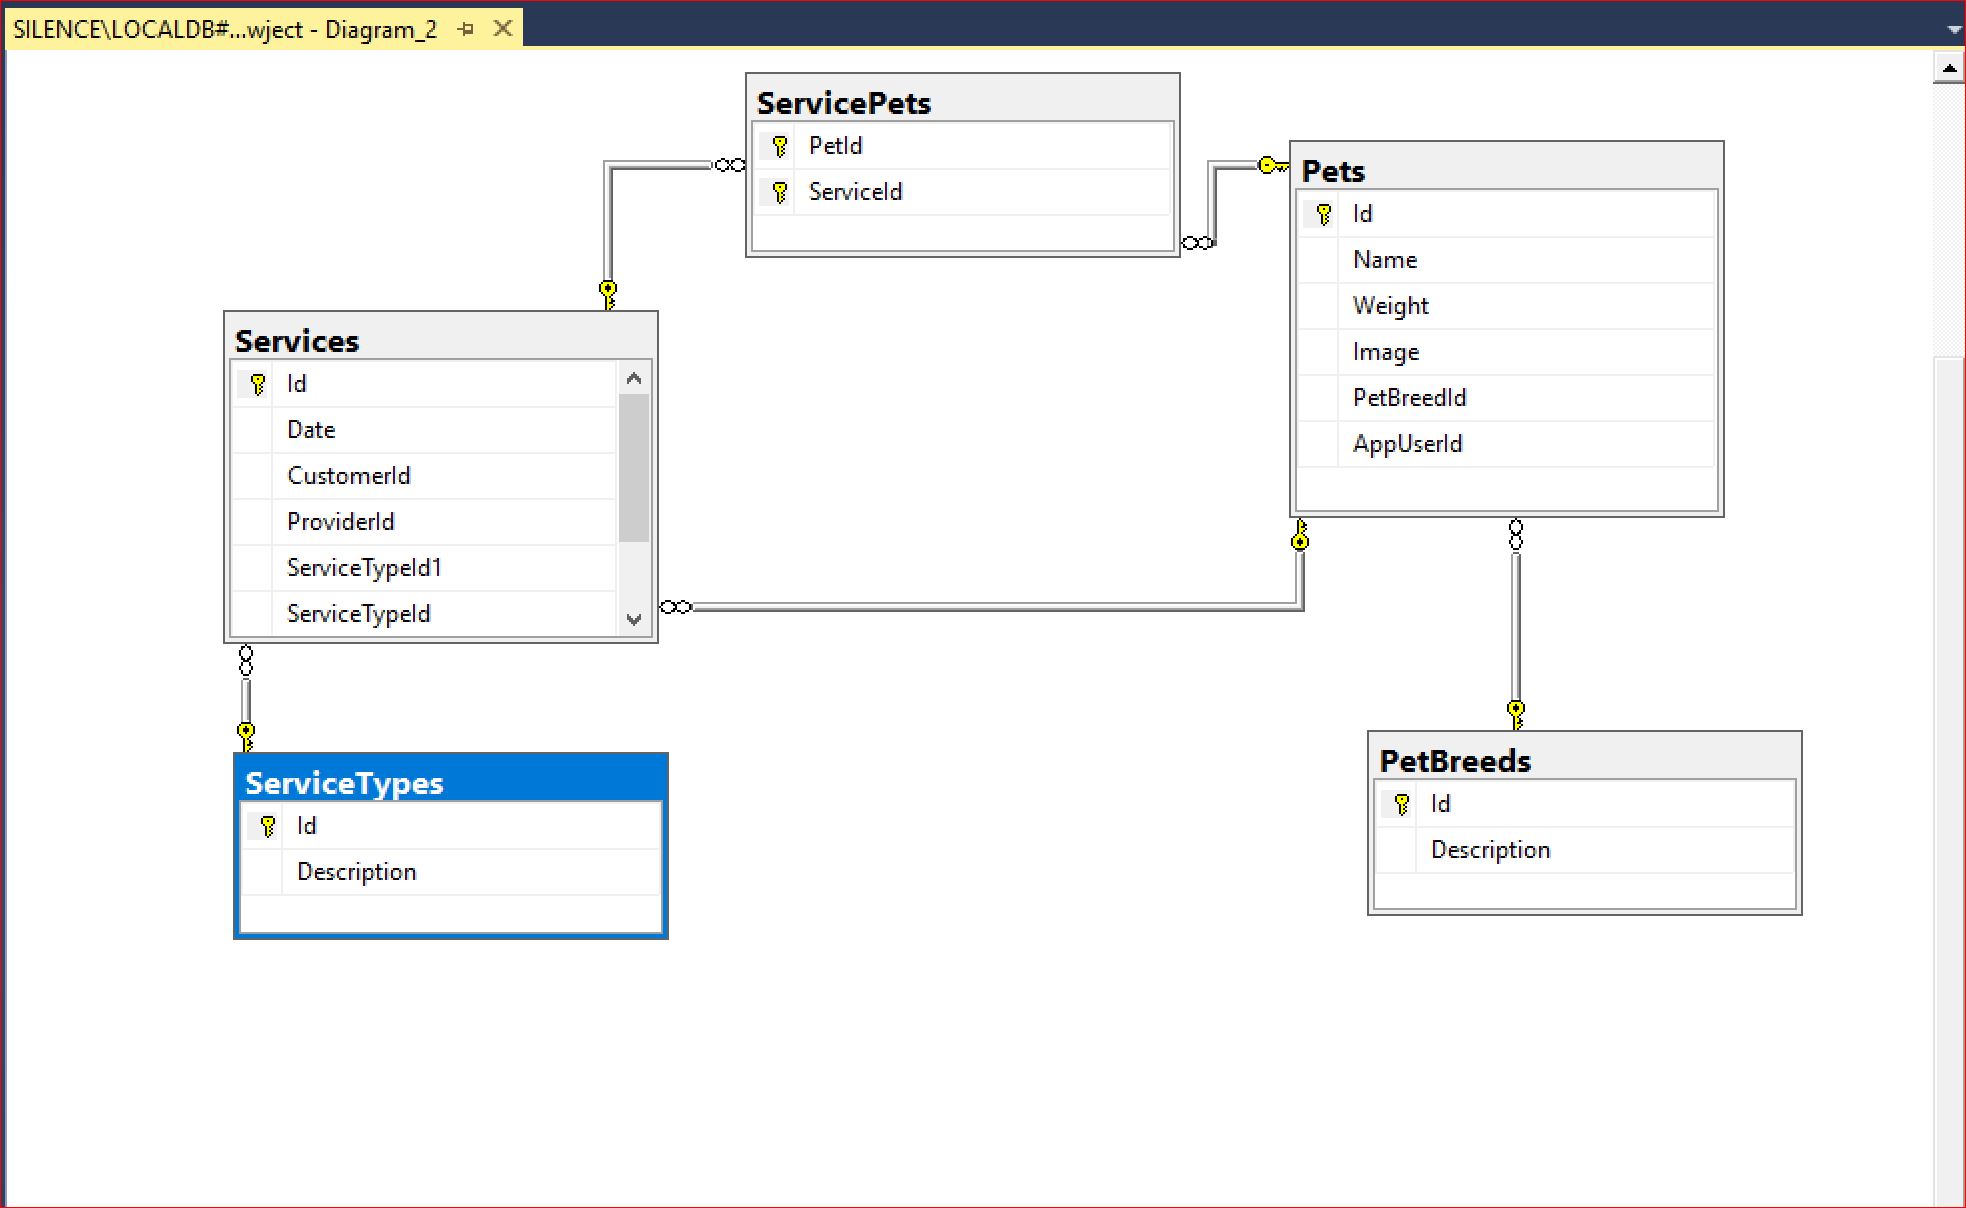 SILENCE\LOCALDB#...wject - Diagram_2
ServicePets
PetId
ServiceId
Pets
Id
Name
Weight
Image
PetBreedId
AppUserId
Services
Id
Date
CustomerId
ProviderId
ServiceTypeId1
ServiceTypeId
ServiceTypes
Id
Description
PetBreeds
Id
Description